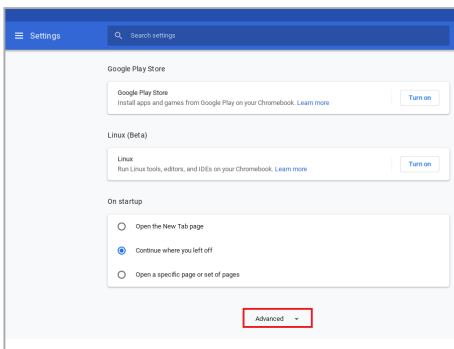 Settings
Search settings
Google Play Store
Google Play Store
Install apps and games from Google Play on your Chromebook. Learn more
Turn on
Linux (Beta)
Linux
Run Linux tools, editors, and IDEs on your Chromebook. Learn more
Turn on
On startup
Open the New Tab page
Continue where you left off
Open a specific page or set of pages
Advanced